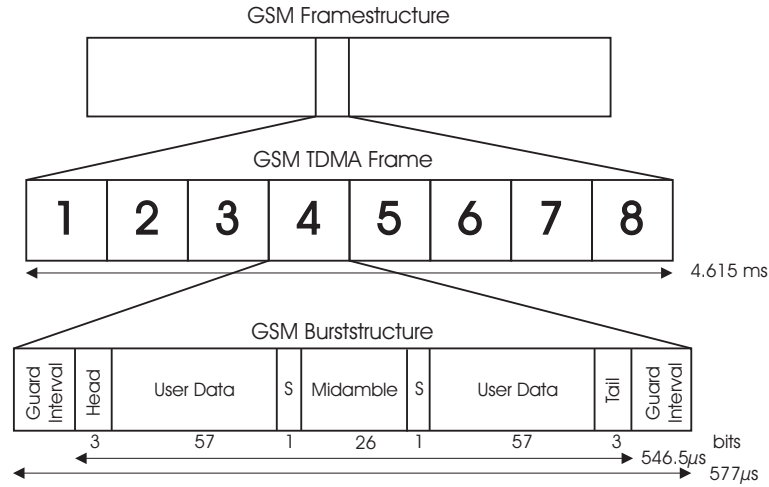 GSM Framestructure
GSM TDMA Frame
1 2 3 4 5 6 7 8
4.615 ms
GSM Burststructure
Guard Interval Head User Data S Midamble S User Data Tail Guard Interval
3 57 1 26 1 57 3 bits
546.5µs
577µs